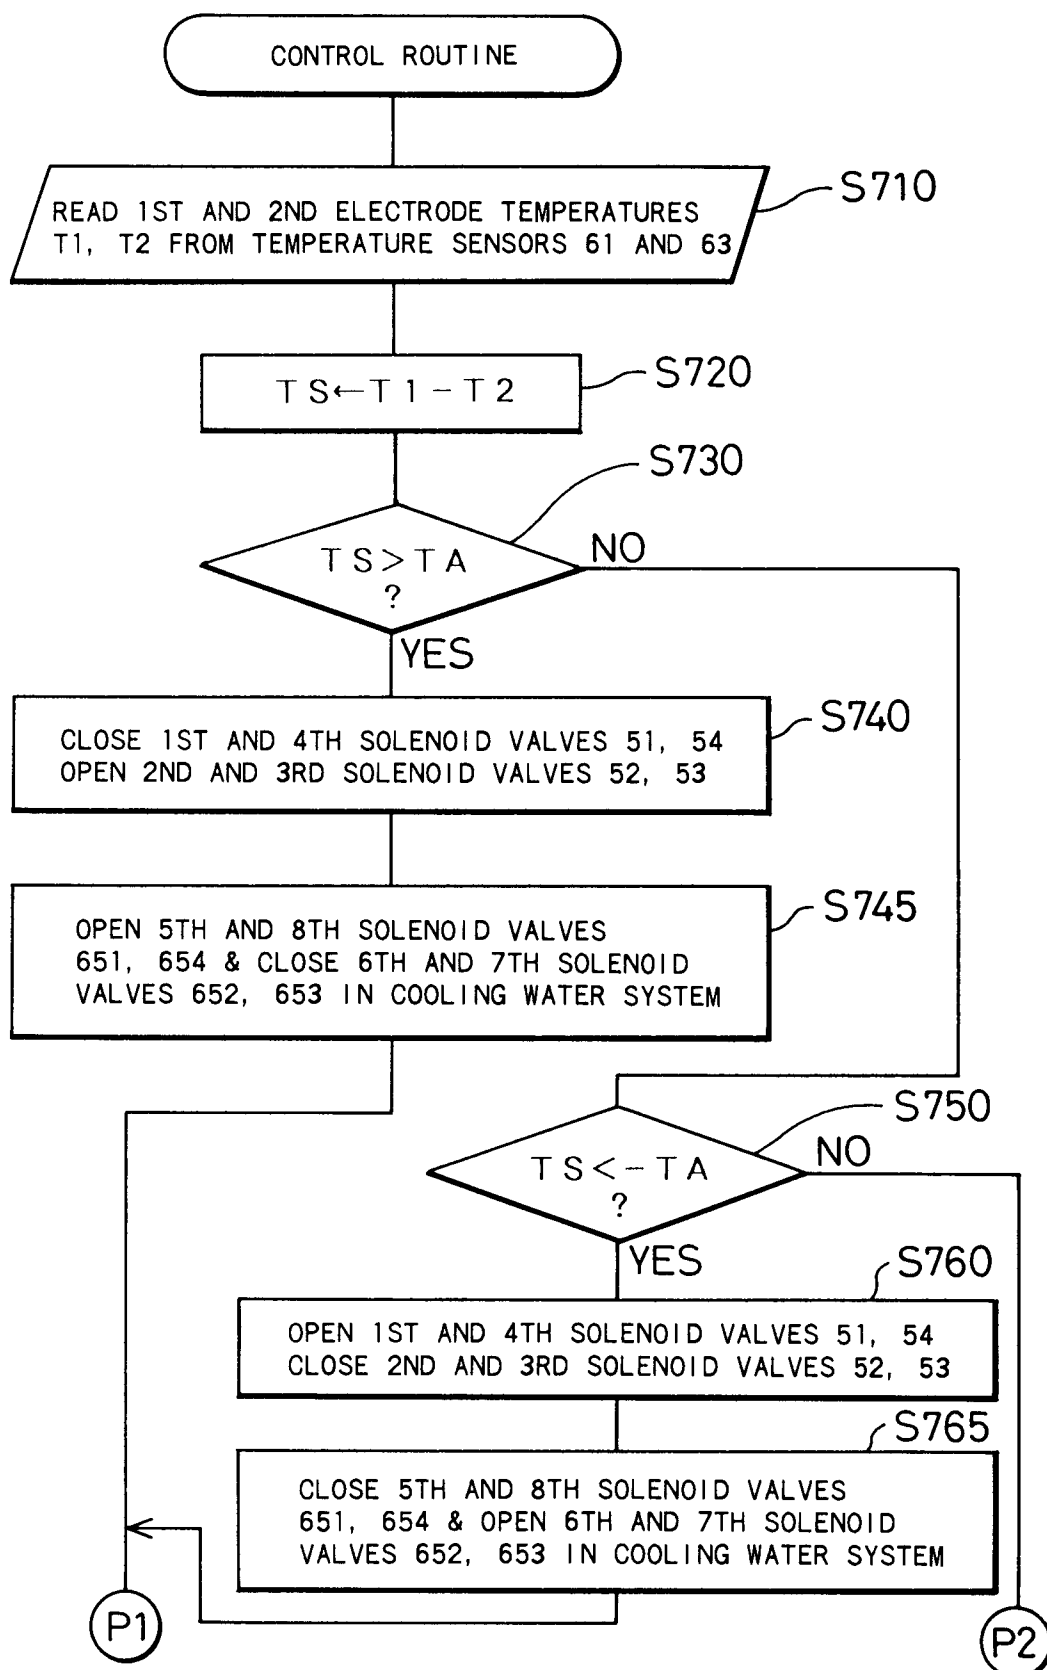 CONTROL ROUTINE
S710
READ 1ST AND 2ND ELECTRODE TEMPERATURES
T1, T2 FROM TEMPERATURE SENSORS 61 AND 63
S720
TS←T1-T2
S730
TS>TA
?
NO
YES
S740
CLOSE 1ST AND 4TH SOLENOID VALVES 51, 54
OPEN 2ND AND 3RD SOLENOID VALVES 52, 53
S745
OPEN 5TH AND 8TH SOLENOID VALVES
651, 654 & CLOSE 6TH AND 7TH SOLENOID
VALVES 652, 653 IN COOLING WATER SYSTEM
S750
TS<-TA
?
NO
YES
S760
OPEN 1ST AND 4TH SOLENOID VALVES 51, 54
CLOSE 2ND AND 3RD SOLENOID VALVES 52, 53
S765
CLOSE 5TH AND 8TH SOLENOID VALVES
651, 654 & OPEN 6TH AND 7TH SOLENOID
VALVES 652, 653 IN COOLING WATER SYSTEM
P1
P2